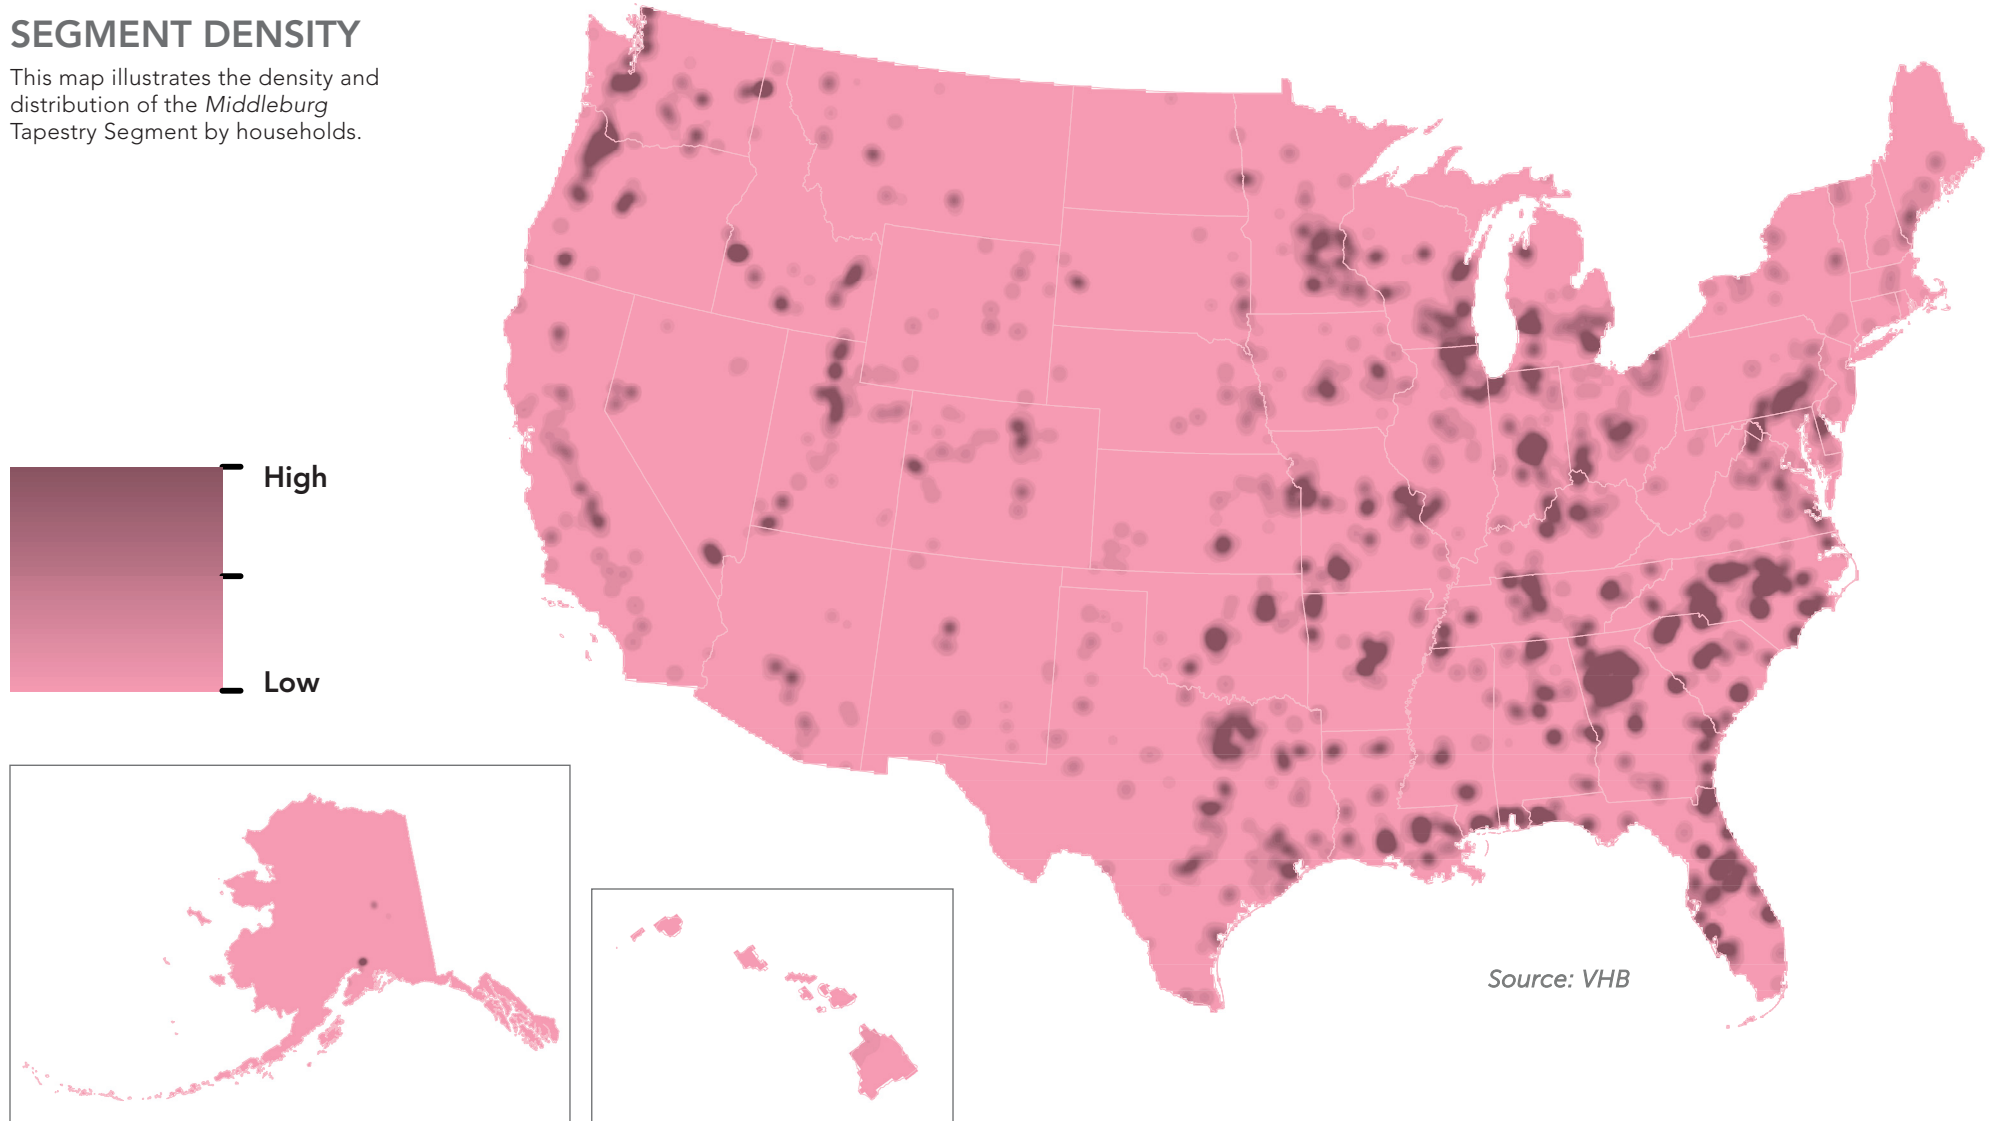 SEGMENT DENSITY
This map illustrates the density and
distribution of the Middleburg
Tapestry Segment by households.
High
Low
Source: VHB